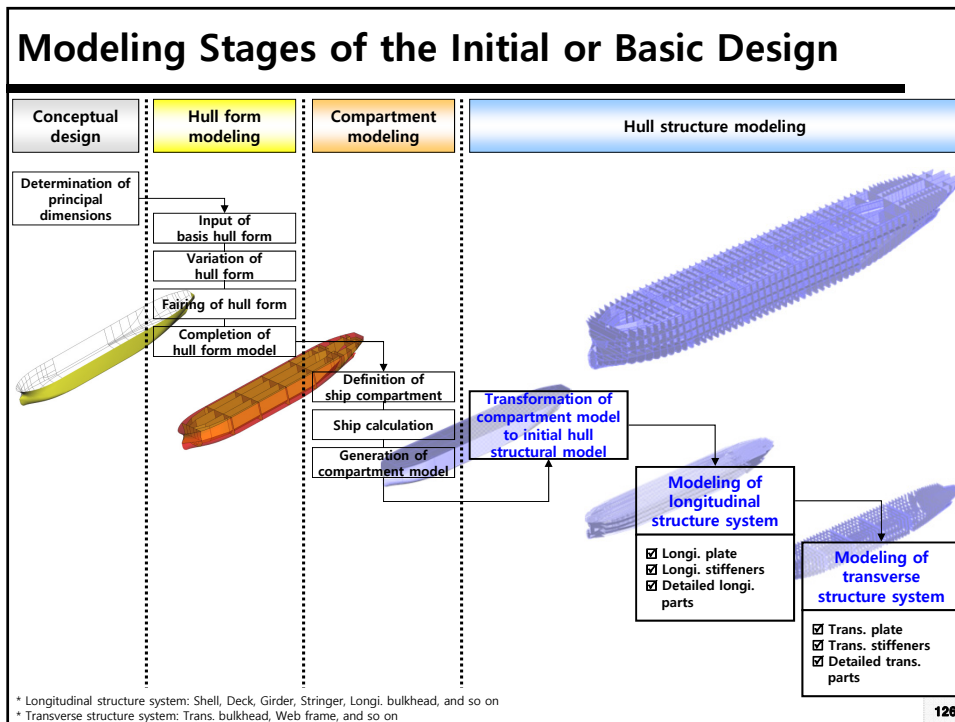 Modeling Stages of the Initial or Basic Design
Conceptual
design
Hull form
modeling
Compartment
modeling
Hull structure modeling
Determination of
principal
dimensions
Input of
basis hull form
Variation of
hull form
Fairing of hull form
Completion of
hull form model
Definition of
ship compartment
Ship calculation
Generation of
compartment model
Transformation of
compartment model
to initial hull
structural model
Modeling of
longitudinal
structure system
☑ Longi. plate
☑ Longi. stiffeners
☑ Detailed longi.
parts
Modeling of
transverse
structure system
☑ Trans. plate
☑ Trans. stiffeners
☑ Detailed trans.
parts
* Longitudinal structure system: Shell, Deck, Girder, Stringer, Longi. bulkhead, and so on
* Transverse structure system: Trans. bulkhead, Web frame, and so on
126